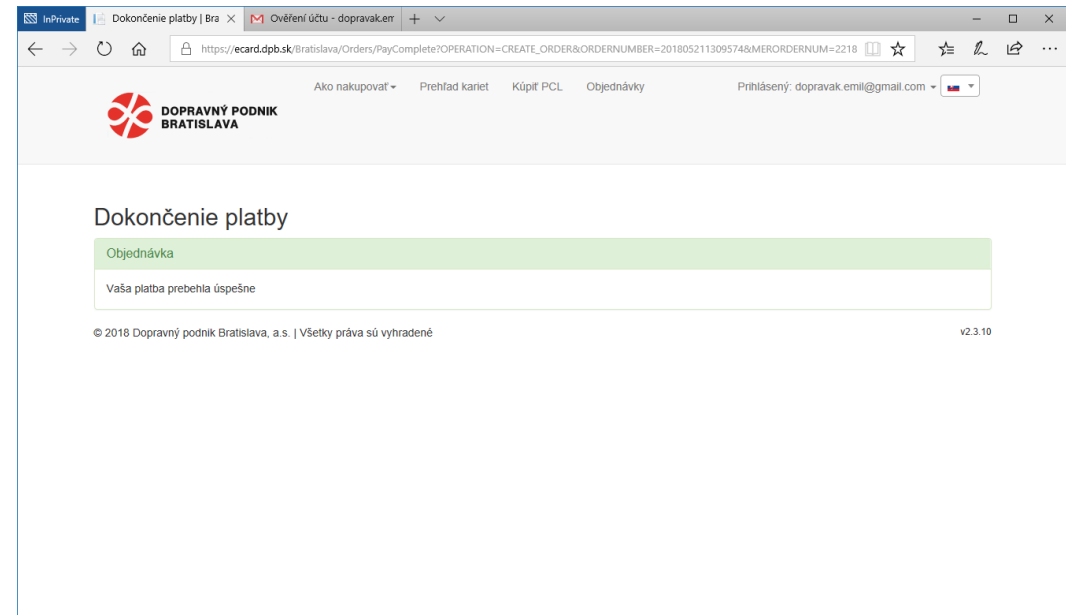 InPrivate
Dokončenie platby | Bra
Ověření účtu - dopravak.em
https://ecard.dpb.sk/Bratislava/Orders/PayComplete?OPERATION=CREATE_ORDER&ORDERNUMBER=201805211309574&MERORDERNUM=2218
Ako nakupovať
Prehľad kariet
Kúpiť PCL
Objednávky
Prihlásený: dopravak.emil@gmail.com
DOPRAVNÝ PODNIK
BRATISLAVA
Dokončenie platby
Objednávka
Vaša platba prebehla úspešne
© 2018 Dopravný podnik Bratislava, a.s. | Všetky práva sú vyhradené
v2.3.10